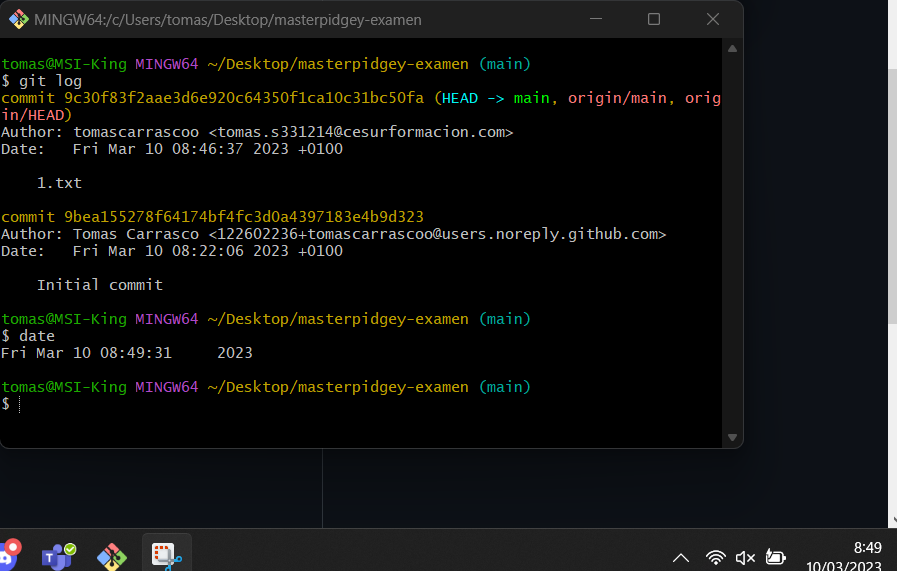 MINGW64:/c/Users/tomas/Desktop/masterpidgey-examen
tomas@MSI-King MINGW64 ~/Desktop/masterpidgey-examen (main)
$ git log
commit 9c30f83f2aae3d6e920c64350f1ca10c31bc50fa (HEAD -> main, origin/main, orig
in/HEAD)
Author: tomascarrascoo <tomas.s331214@cesurformacion.com>
Date:   Fri Mar 10 08:46:37 2023 +0100
    1.txt
commit 9bea155278f64174bf4fc3d0a4397183e4b9d323
Author: Tomas Carrasco <122602236+tomascarrascoo@users.noreply.github.com>
Date:   Fri Mar 10 08:22:06 2023 +0100
    Initial commit
tomas@MSI-King MINGW64 ~/Desktop/masterpidgey-examen (main)
$ date
Fri Mar 10 08:49:31     2023
tomas@MSI-King MINGW64 ~/Desktop/masterpidgey-examen (main)
$
8:49
10/03/2023